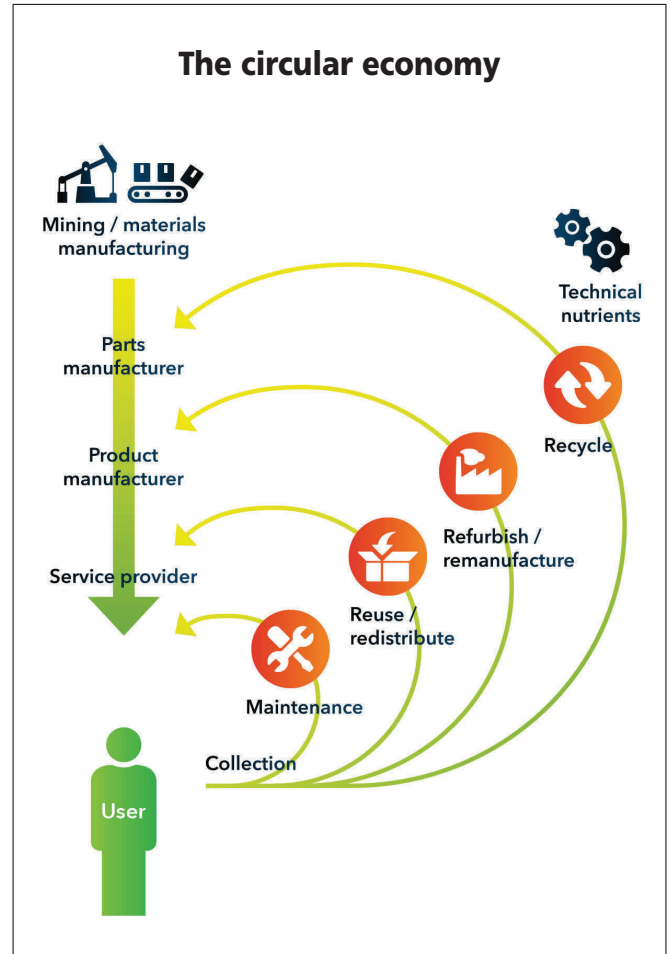 The circular economy
Mining / materials
manufacturing
Technical
nutrients
Parts
manufacturer
Recycle
Product
manufacturer
Refurbish /
remanufacture
Service provider
Reuse /
redistribute
Maintenance
Collection
User